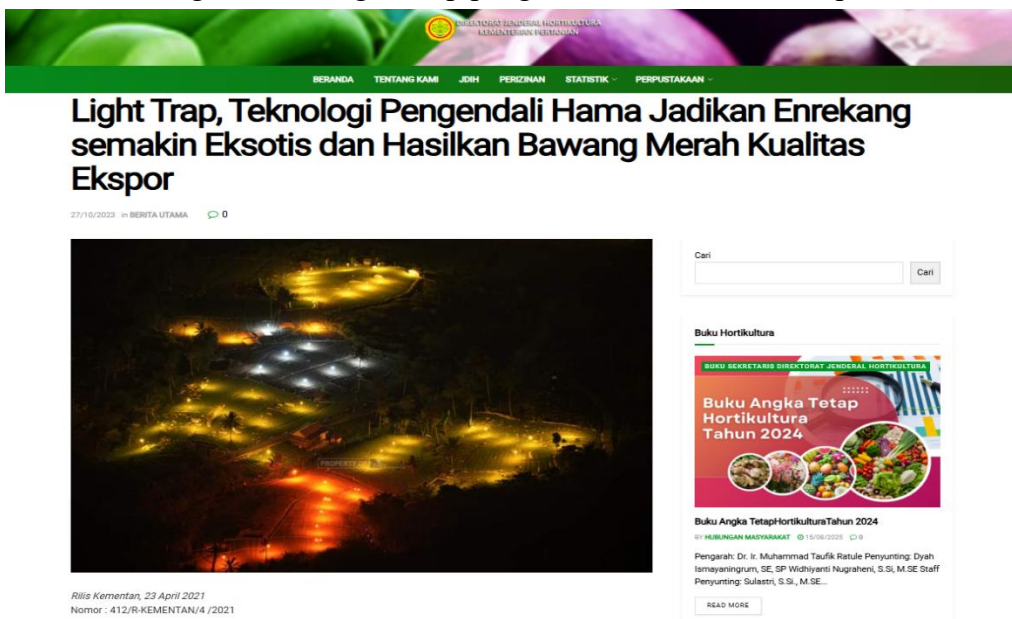 DIREKTORAT JENDERAL HORTIKULTURA
KEMENTERIAN PERTANIAN
BERANDA TENTANG KAMI JDIH PERIZINAN STATISTIK PERPUSTAKAAN
Light Trap, Teknologi Pengendali Hama Jadikan Enrekang
semakin Eksotis dan Hasilkan Bawang Merah Kualitas
Ekspor
27/10/2023 in BERITA UTAMA 0
PROPERTY
Rilis Kementan, 23 April 2021
Nomor : 412/R-KEMENTAN/4 /2021
Cari
Cari
Buku Hortikultura
BUKU SEKRETARIS DIREKTORAT JENDERAL HORTIKULTURA
Buku Angka Tetap
Hortikultura
Tahun 2024
Buku Angka TetapHortikulturaTahun 2024
BY HUBUNGAN MASYARAKAT 15/08/2025 0
Pengarah: Dr. Ir. Muhammad Taufik Ratule Penyunting: Dyah
Ismayaningrum, SE, SP Widhiyanti Nugraheni, S.Si, M.SE Staff
Penyunting: Sulastri, S.Si., M.SE...
READ MORE